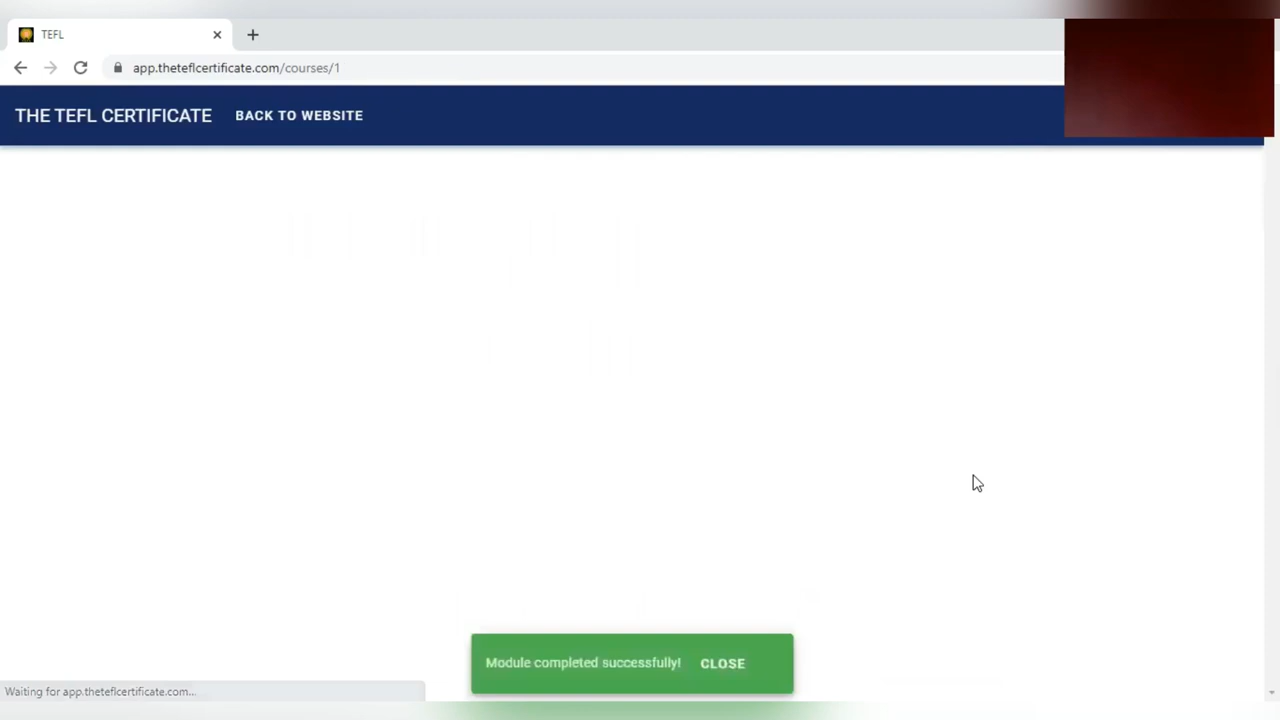 TEFL
app.theteflcertificate.com/courses/1
THE TEFL CERTIFICATE BACK TO WEBSITE
Module completed successfully! CLOSE
Waiting for app.theteflcertificate.com...